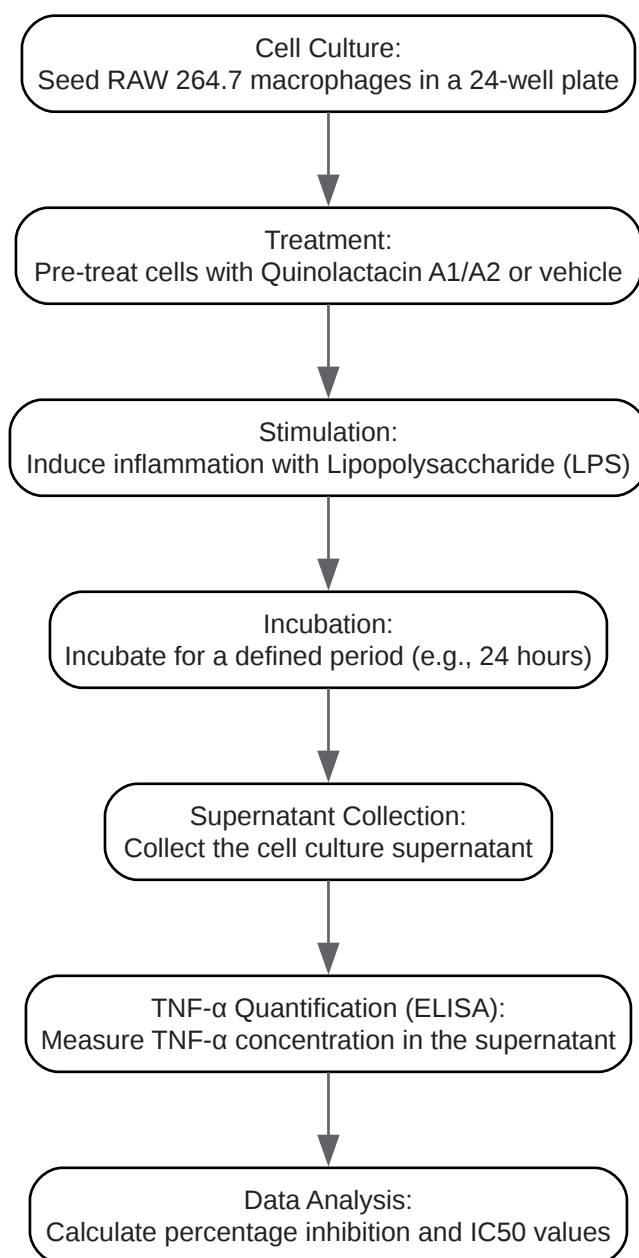 Cell Culture:
Seed RAW 264.7 macrophages in a 24-well plate
Treatment:
Pre-treat cells with Quinolactacin A1/A2 or vehicle
Stimulation:
Induce inflammation with Lipopolysaccharide (LPS)
Incubation:
Incubate for a defined period (e.g., 24 hours)
Supernatant Collection:
Collect the cell culture supernatant
TNF-α Quantification (ELISA):
Measure TNF-α concentration in the supernatant
Data Analysis:
Calculate percentage inhibition and IC50 values